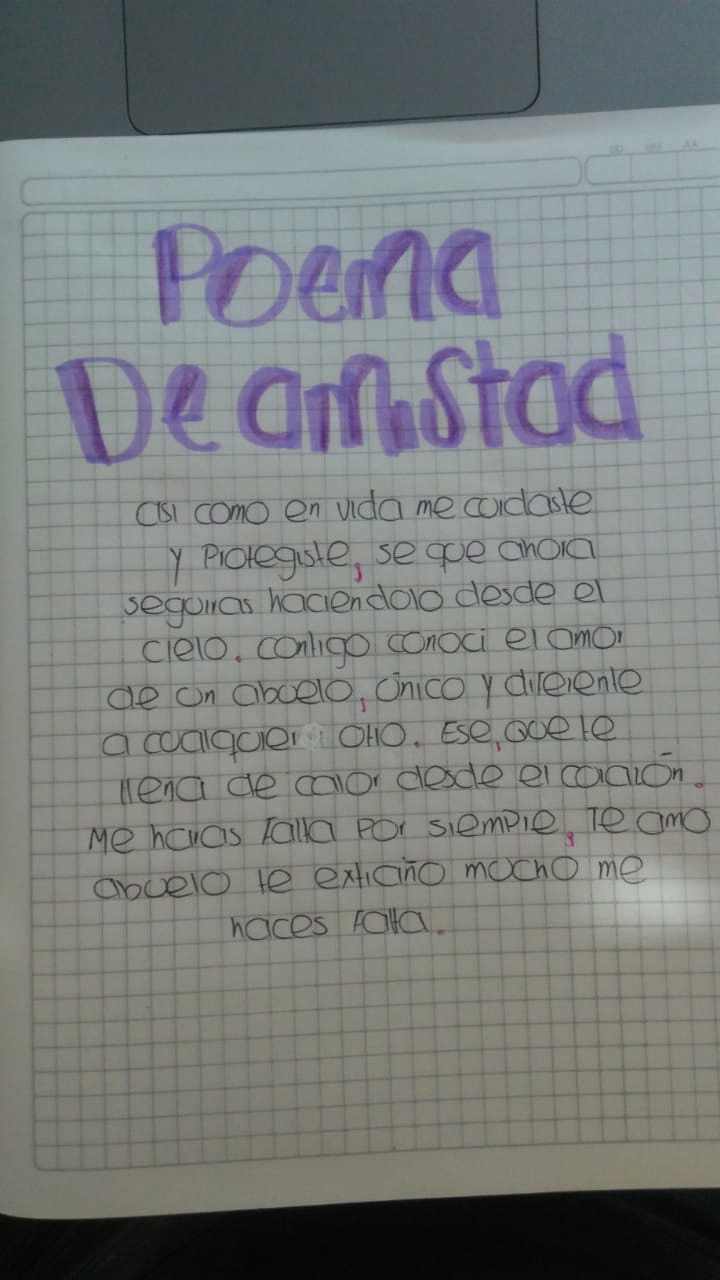 Poema
De amistad
asi como en vida me cuidaste
y Protegiste, se que ahora
seguiras haciendolo desde el
cielo. contigo conoci el amor
de un abuelo, único y diferente
a cualquier otro. Ese, que te
llena de calor desde el corazón.
Me haras falta por siempre, Te amo
abuelo te extraño mucho me
haces falta.